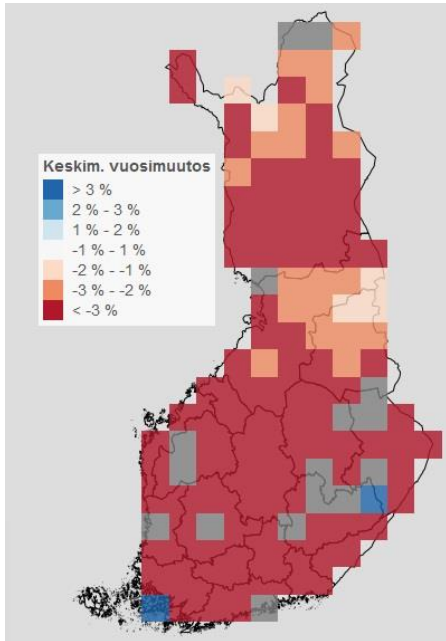 Keskim. vuosimuutos
> 3 %
2 % - 3 %
1 % - 2 %
-1 % - 1 %
-2 % - -1 %
-3 % - -2 %
< -3 %